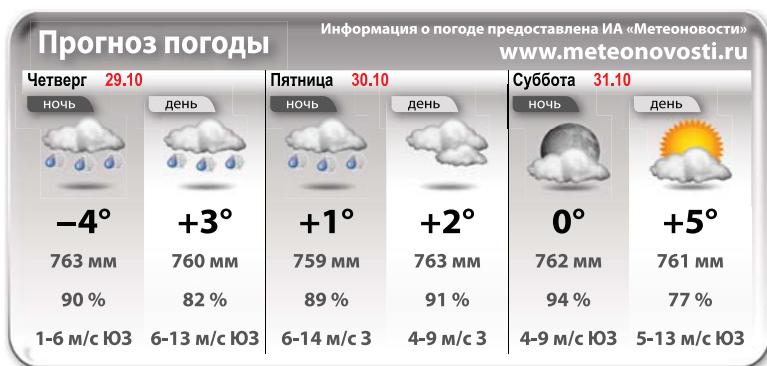 Прогноз погоды
Информация о погоде предоставлена ИА «Метеоновости»
www.meteonovosti.ru
Четверг 29.10 Пятница 30.10 Суббота 31.10
ночь день ночь день ночь день
–4° +3° +1° +2° 0° +5°
763 мм 760 мм 759 мм 763 мм 762 мм 761 мм
90 % 82 % 89 % 91 % 94 % 77 %
1-6 м/с ЮЗ 6-13 м/с ЮЗ 6-14 м/с З 4-9 м/с З 4-9 м/с ЮЗ 5-13 м/с ЮЗ